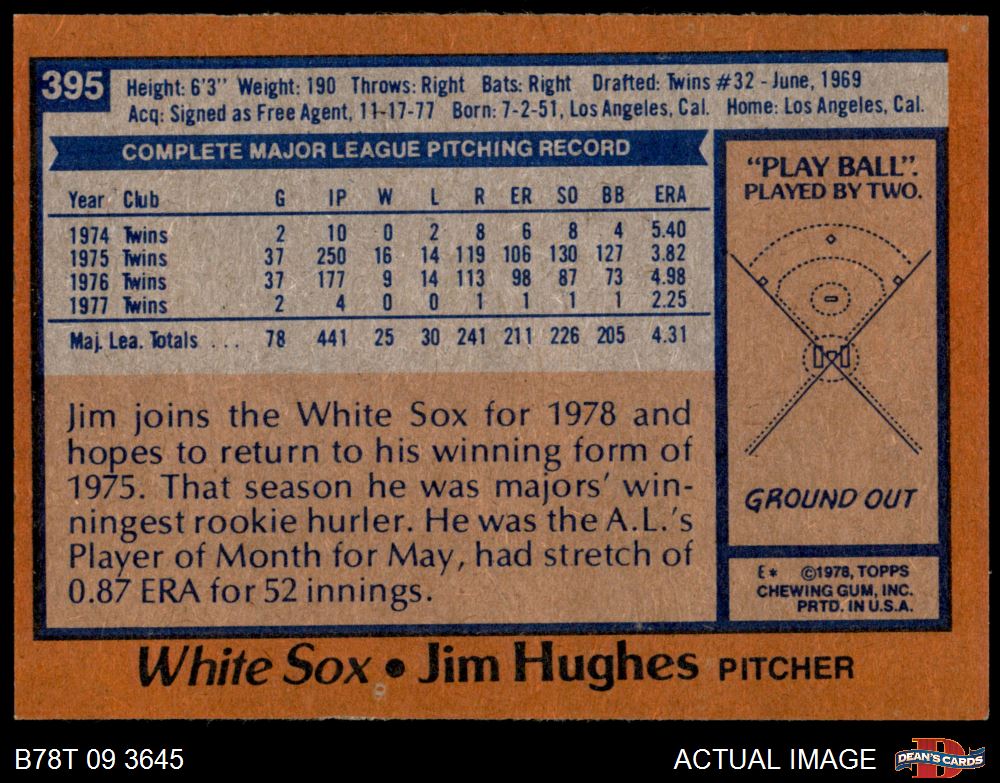 395
Height: 6'3" Weight: 190 Throws: Right Bats: Right Drafted: Twins #32 - June, 1969
Acq: Signed as Free Agent, 11-17-77 Born: 7-2-51, Los Angeles, Cal. Home: Los Angeles, Cal.
COMPLETE MAJOR LEAGUE PITCHING RECORD
Year Club G IP W L R ER SO BB ERA
1974 Twins 2 10 0 2 8 6 8 4 5.40
1975 Twins 37 250 16 14 119 106 130 127 3.82
1976 Twins 37 177 9 14 113 98 87 73 4.98
1977 Twins 2 4 0 0 1 1 1 1 2.25
Maj. Lea. Totals ... 78 441 25 30 241 211 226 205 4.31
Jim joins the White Sox for 1978 and
hopes to return to his winning form of
1975. That season he was majors' win-
ningest rookie hurler. He was the A.L.'s
Player of Month for May, had stretch of
0.87 ERA for 52 innings.
"PLAY BALL".
PLAYED BY TWO.
GROUND OUT
E* ©1978, TOPPS
CHEWING GUM, INC.
PRTD. IN U.S.A.
White Sox • Jim Hughes PITCHER
B78T 09 3645
ACTUAL IMAGE
D
DEAN'S CARDS